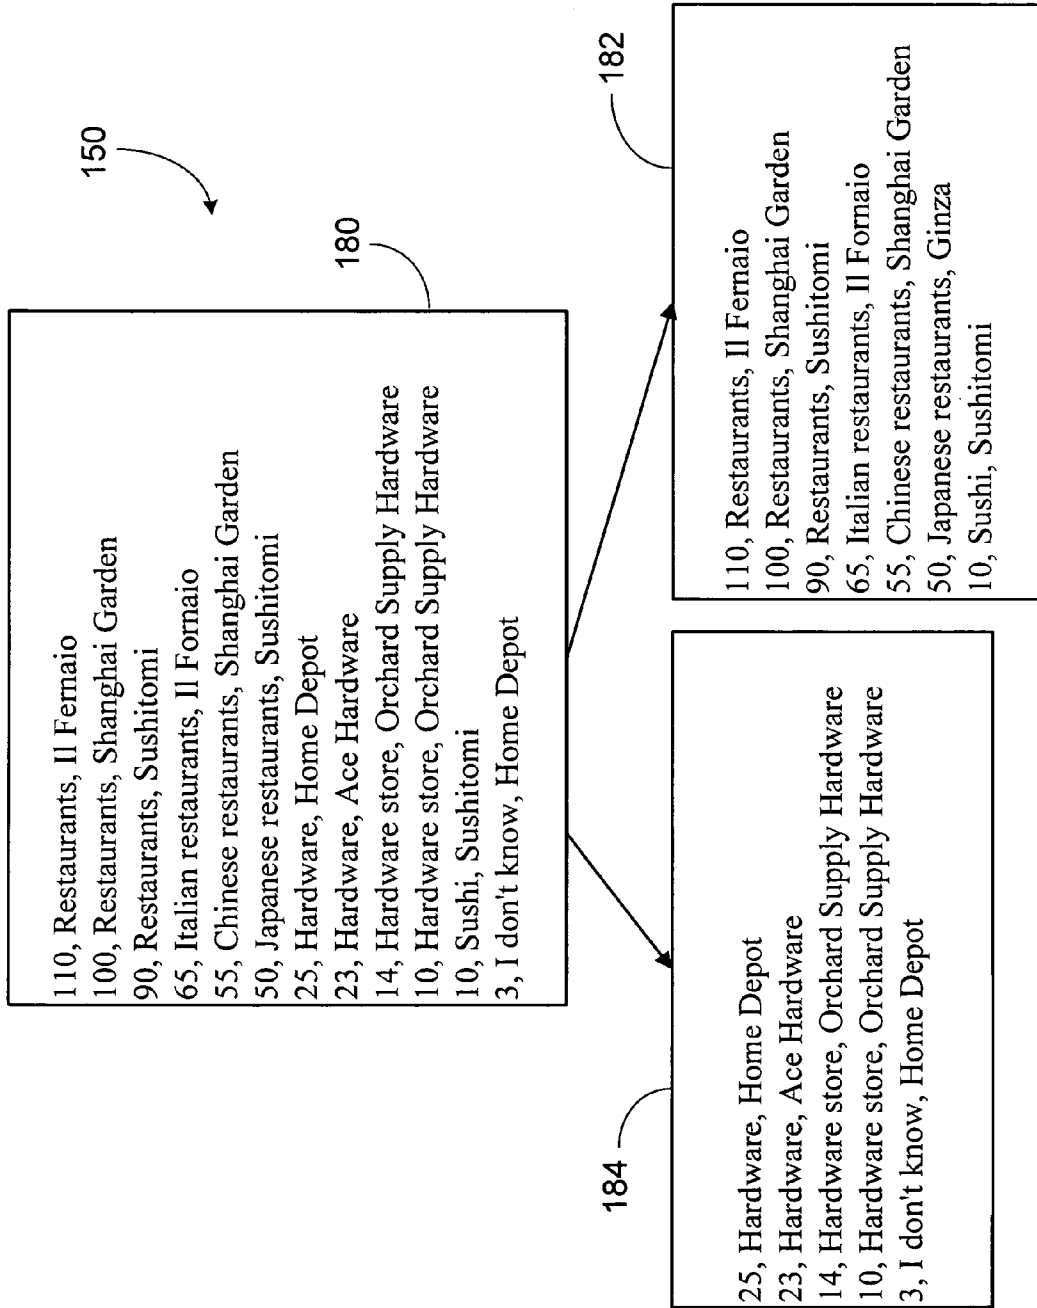 150
180
110, Restaurants, Il Fernaio
100, Restaurants, Shanghai Garden
90, Restaurants, Sushitomi
65, Italian restaurants, Il Fornaio
55, Chinese restaurants, Shanghai Garden
50, Japanese restaurants, Sushitomi
25, Hardware, Home Depot
23, Hardware, Ace Hardware
14, Hardware store, Orchard Supply Hardware
10, Hardware store, Orchard Supply Hardware
10, Sushi, Sushitomi
3, I don't know, Home Depot
184
25, Hardware, Home Depot
23, Hardware, Ace Hardware
14, Hardware store, Orchard Supply Hardware
10, Hardware store, Orchard Supply Hardware
3, I don't know, Home Depot
182
110, Restaurants, Il Fernaio
100, Restaurants, Shanghai Garden
90, Restaurants, Sushitomi
65, Italian restaurants, Il Fornaio
55, Chinese restaurants, Shanghai Garden
50, Japanese restaurants, Ginza
10, Sushi, Sushitomi